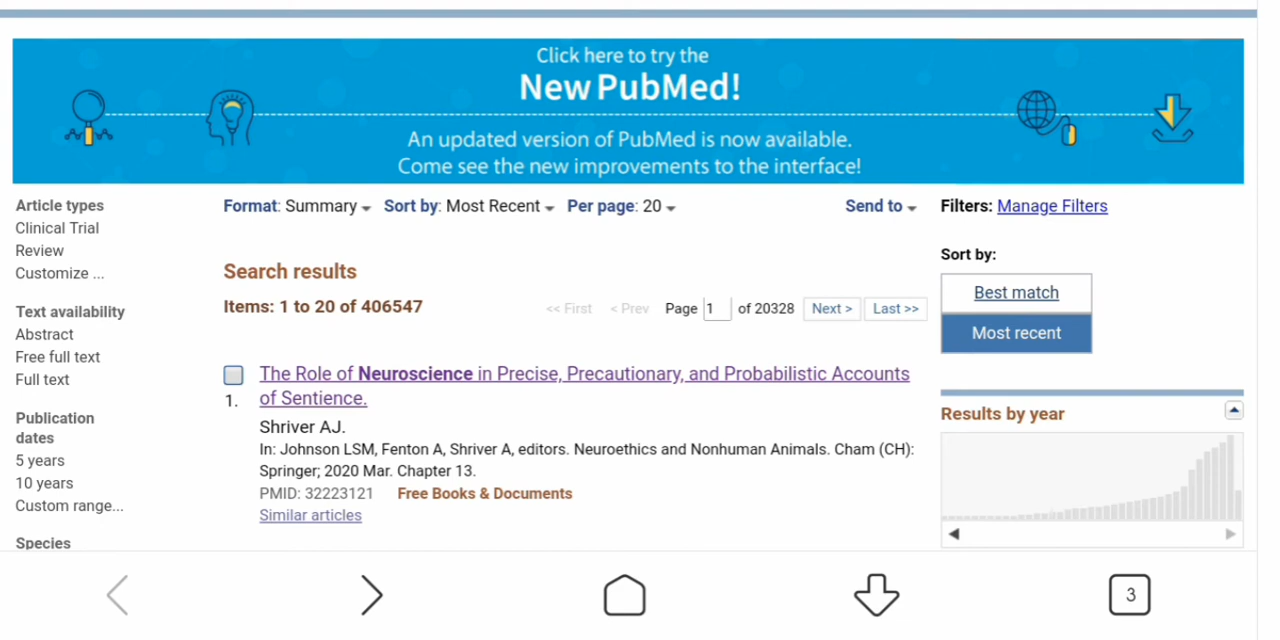 Click here to try the
New PubMed!
An updated version of PubMed is now available.
Come see the new improvements to the interface!
Article types
Clinical Trial
Review
Customize ...
Text availability
Abstract
Free full text
Full text
Publication
dates
5 years
10 years
Custom range...
Species
Format: Summary Sort by: Most Recent Per page: 20 Send to
Search results
Items: 1 to 20 of 406547
<< First < Prev Page 1 of 20328 Next > Last >>
The Role of Neuroscience in Precise, Precautionary, and Probabilistic Accounts
1. of Sentience.
Shriver AJ.
In: Johnson LSM, Fenton A, Shriver A, editors. Neuroethics and Nonhuman Animals. Cham (CH):
Springer; 2020 Mar. Chapter 13.
PMID: 32223121 Free Books & Documents
Similar articles
Filters: Manage Filters
Sort by:
Best match
Most recent
Results by year
3